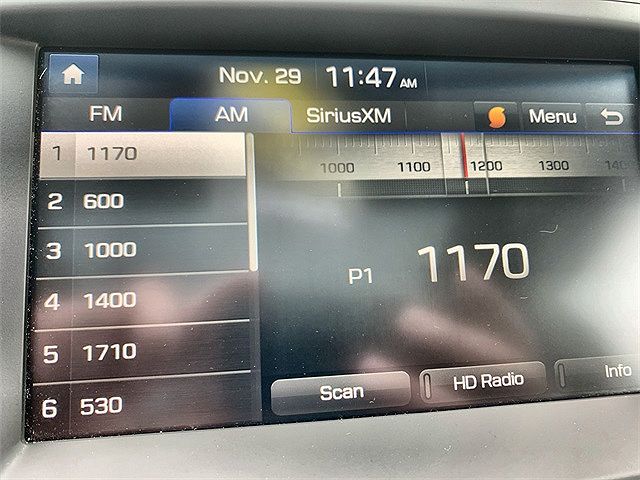 Nov. 29 11:47 AM
FM AM SiriusXM Menu
1 1170
2 600
3 1000
4 1400
5 1710
6 530
1000 1100 1200 1300
P1 1170
Scan HD Radio Info